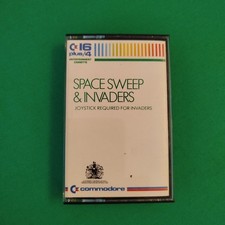 C 16
plus/4
SPACE SWEEP
& INVADERS
JOYSTICK REQUIRED FOR INVADERS
commodore